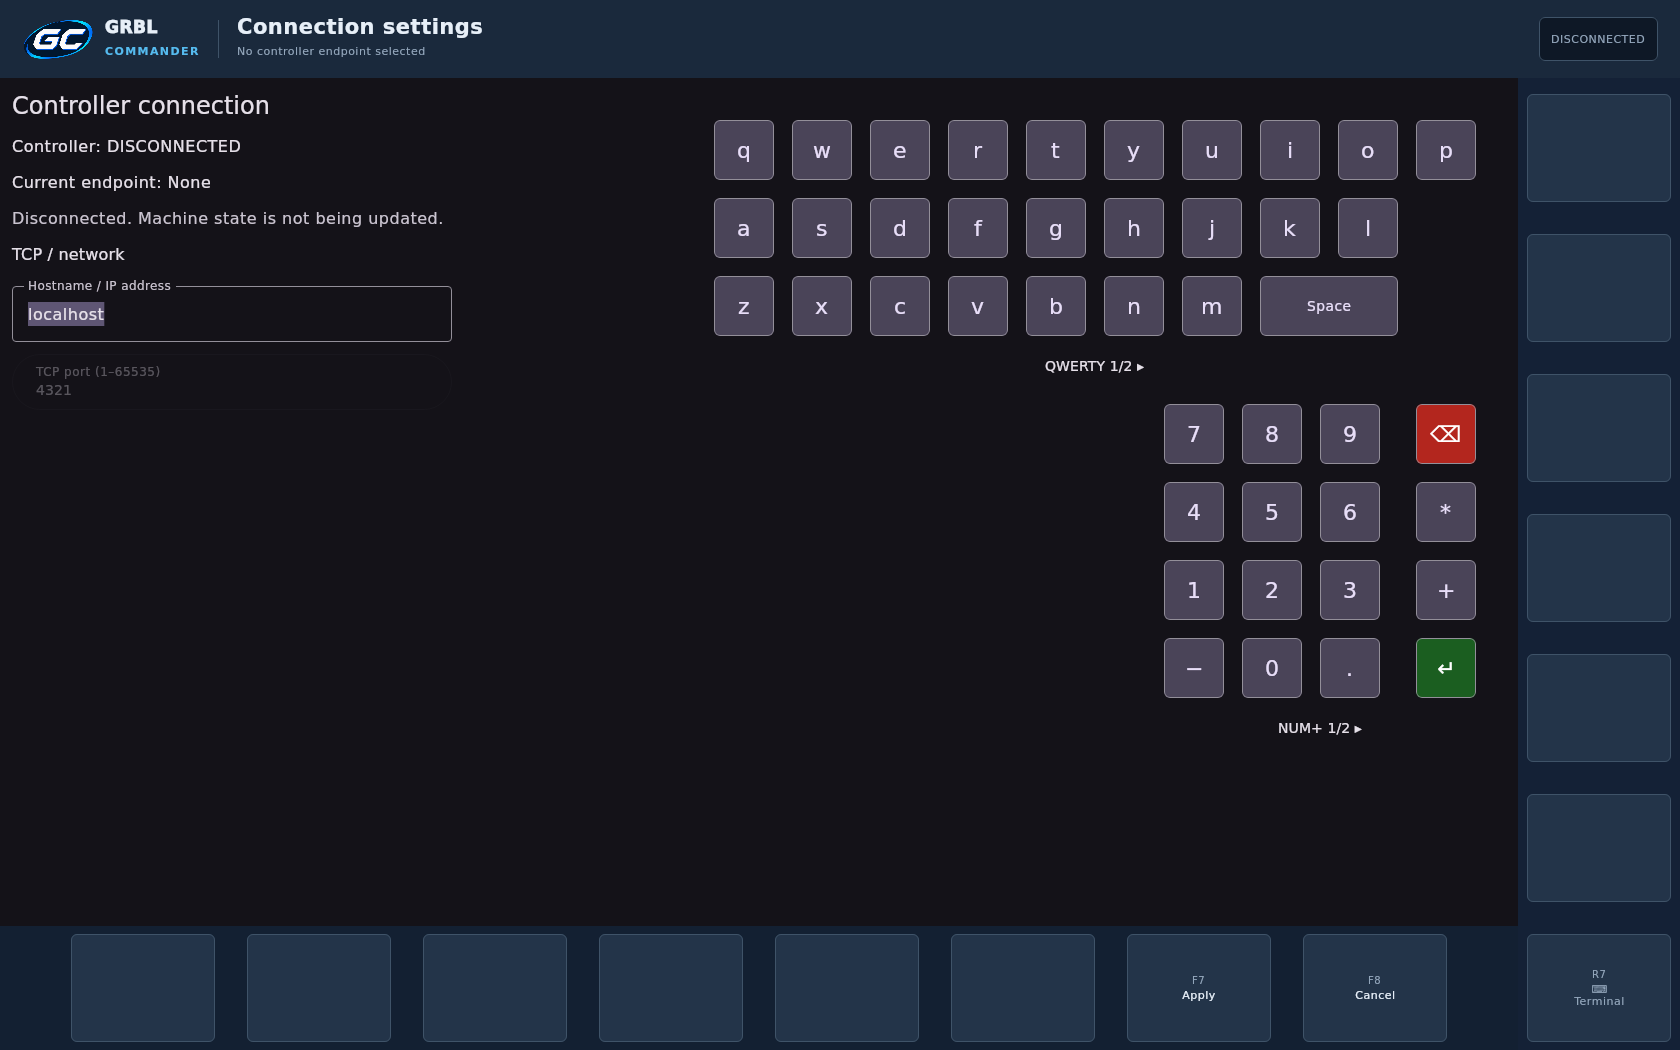 GC
GRBL
COMMANDER
Connection settings
No controller endpoint selected
DISCONNECTED
Controller connection
Controller: DISCONNECTED
Current endpoint: None
Disconnected. Machine state is not being updated.
TCP / network
Hostname / IP address
localhost
TCP port (1–65535)
4321
q w e r t y u i o p
a s d f g h j k l
z x c v b n m Space
QWERTY 1/2 ▸
7 8 9 ⌫
4 5 6 *
1 2 3 +
− 0 . ↵
NUM+ 1/2 ▸
F7
Apply
F8
Cancel
R7
⌨
Terminal